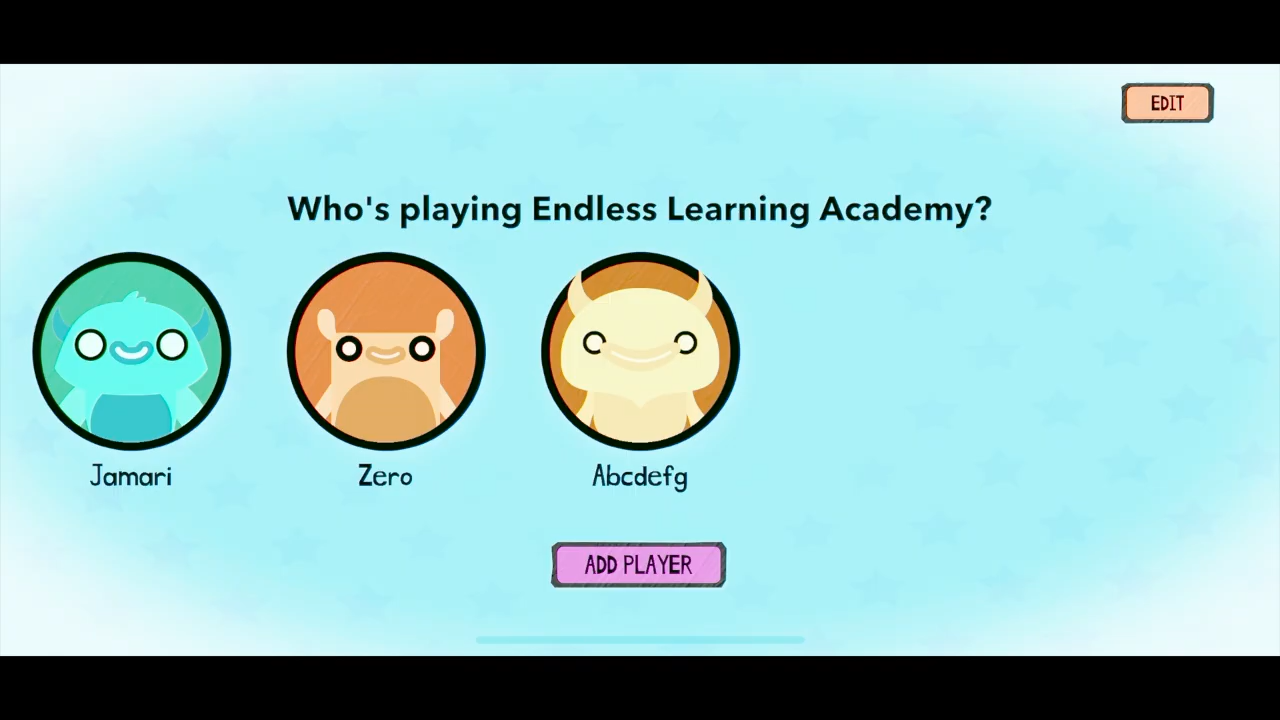 EDIT
Who's playing Endless Learning Academy?
Jamari
Zero
Abcdefg
ADD PLAYER